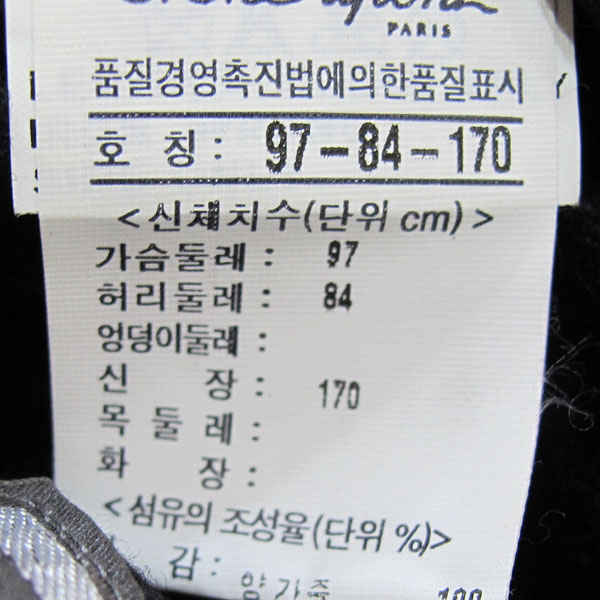 PARIS
품질경영촉진법에의한품질표시
호 칭 : 97-84-170
<신체치수(단위 cm)>
가슴둘레 : 97
허리둘레 : 84
엉덩이둘레 :
신 장 : 170
목 둘 레 :
화 장 :
<섬유의 조성율(단위 %)>
감 :